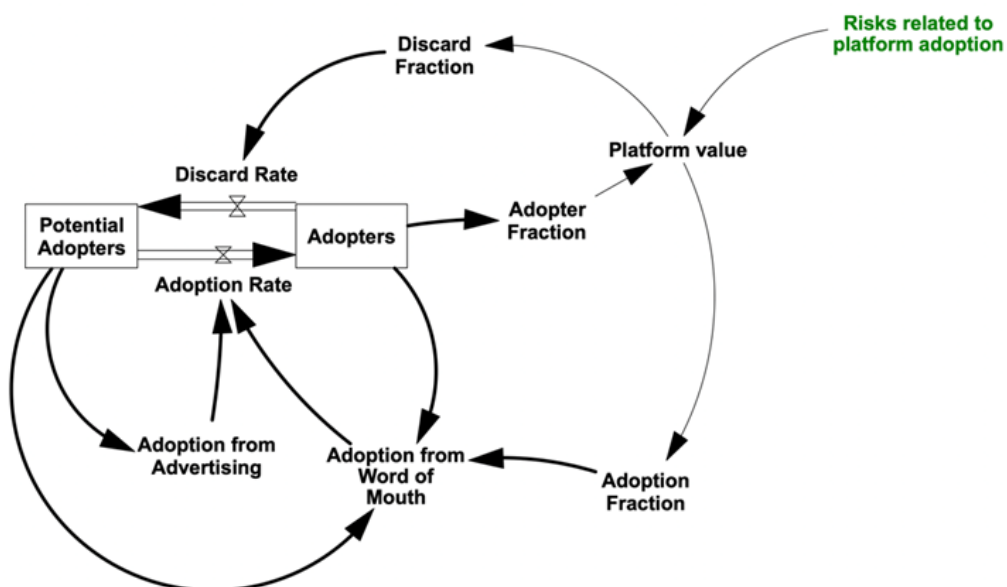 Risks related to
platform adoption
Discard
Fraction
Platform value
Discard Rate
Potential
Adopters
Adopters
Adopter
Fraction
Adoption Rate
Adoption from
Advertising
Adoption from
Word of
Mouth
Adoption
Fraction